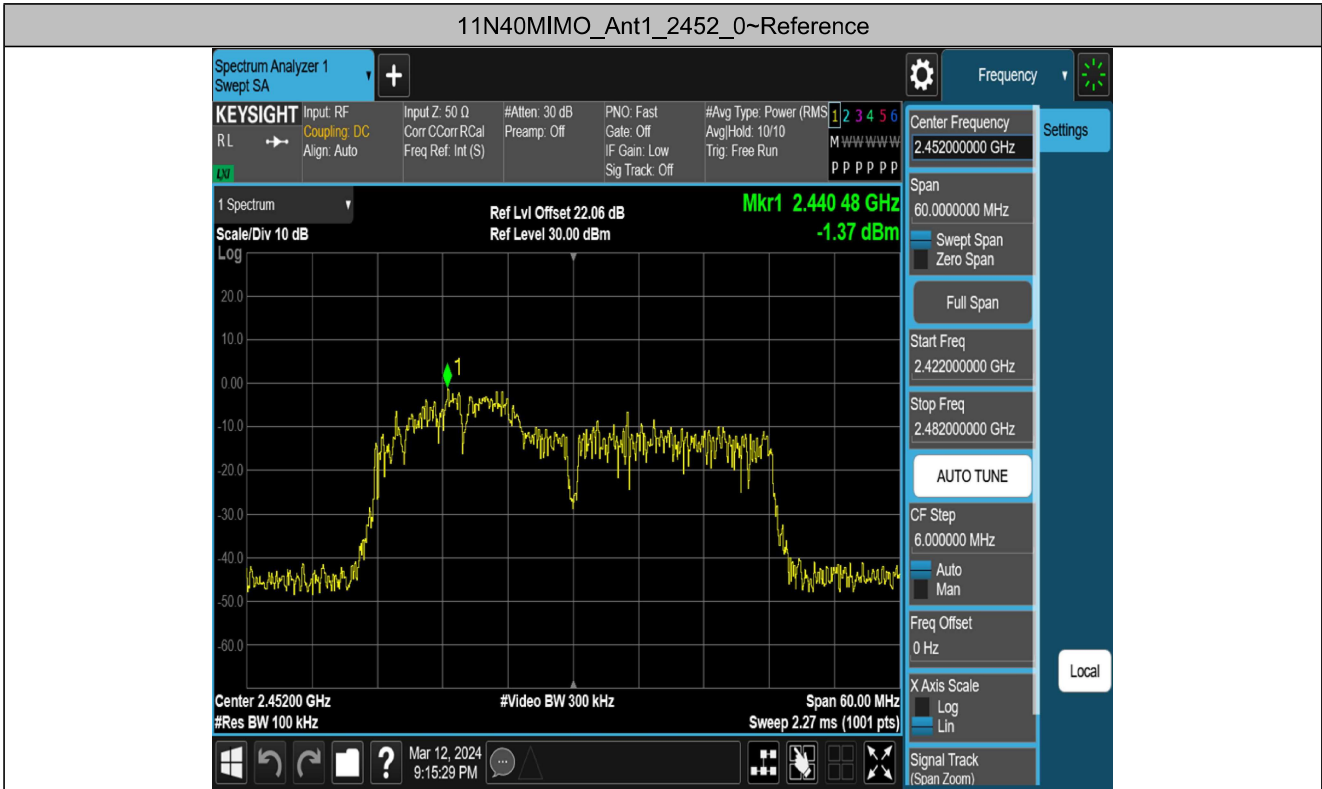 11N40MIMO_Ant1_2452_0~Reference
Spectrum Analyzer 1
Swept SA
+
Frequency
KEYSIGHT
RL
LXI
Input: RF
Coupling: DC
Align: Auto
Input Z: 50 Ω
Corr CCorr RCal
Freq Ref: Int (S)
#Atten: 30 dB
Preamp: Off
PNO: Fast
Gate: Off
IF Gain: Low
Sig Track: Off
#Avg Type: Power (RMS
Avg|Hold: 10/10
Trig: Free Run
1 2 3 4 5 6
M W W W W W
P P P P P P
1 Spectrum
Scale/Div 10 dB
Log
Ref Lvl Offset 22.06 dB
Ref Level 30.00 dBm
Mkr1 2.440 48 GHz
-1.37 dBm
20.0
10.0
0.00
-10.0
-20.0
-30.0
-40.0
-50.0
-60.0
1
Center 2.45200 GHz
#Res BW 100 kHz
#Video BW 300 kHz
Span 60.00 MHz
Sweep 2.27 ms (1001 pts)
Center Frequency
2.452000000 GHz
Settings
Span
60.0000000 MHz
Swept Span
Zero Span
Full Span
Start Freq
2.422000000 GHz
Stop Freq
2.482000000 GHz
AUTO TUNE
CF Step
6.000000 MHz
Auto
Man
Freq Offset
0 Hz
X Axis Scale
Log
Lin
Local
Signal Track
(Span Zoom)
?
Mar 12, 2024
9:15:29 PM